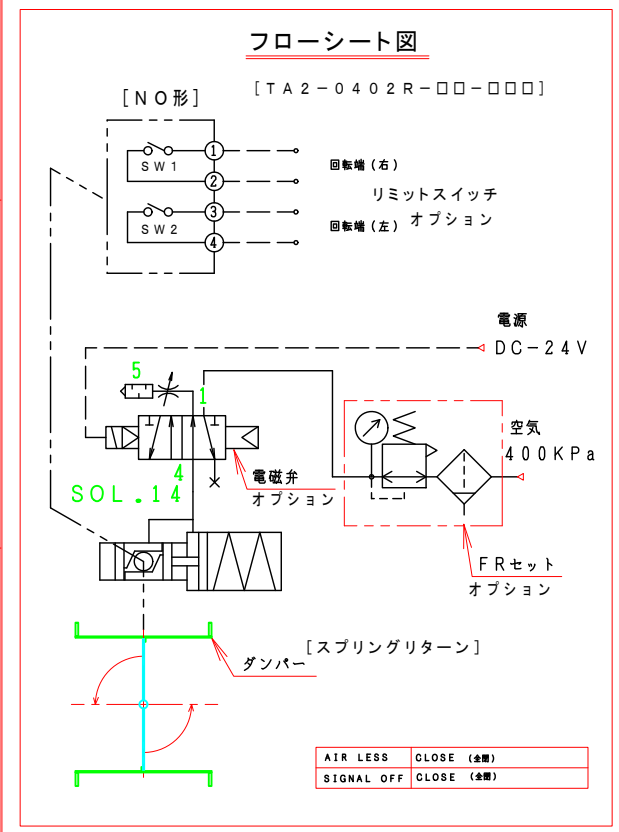 フローシート図
[TA2-0402R-□□-□□□]
[NO形]
1
SW1
2
回転端(右)
リミットスイッチ
オプション
3
SW2
4
回転端(左)
電源
DC-24V
5
1
4
SOL.14
電磁弁
オプション
空気
400KPa
FRセット
オプション
[スプリングリターン]
ダンパー
AIR LESS CLOSE (全閉)
SIGNAL OFF CLOSE (全閉)